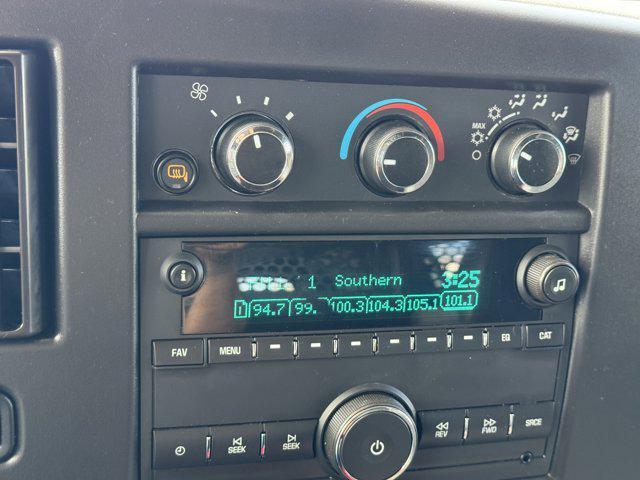 MAX
1 Southern 3:25
94.7 99. 100.3 104.3 105.1 101.1
i
FAV MENU EQ CAT
SEEK SEEK REV FWD SRCE